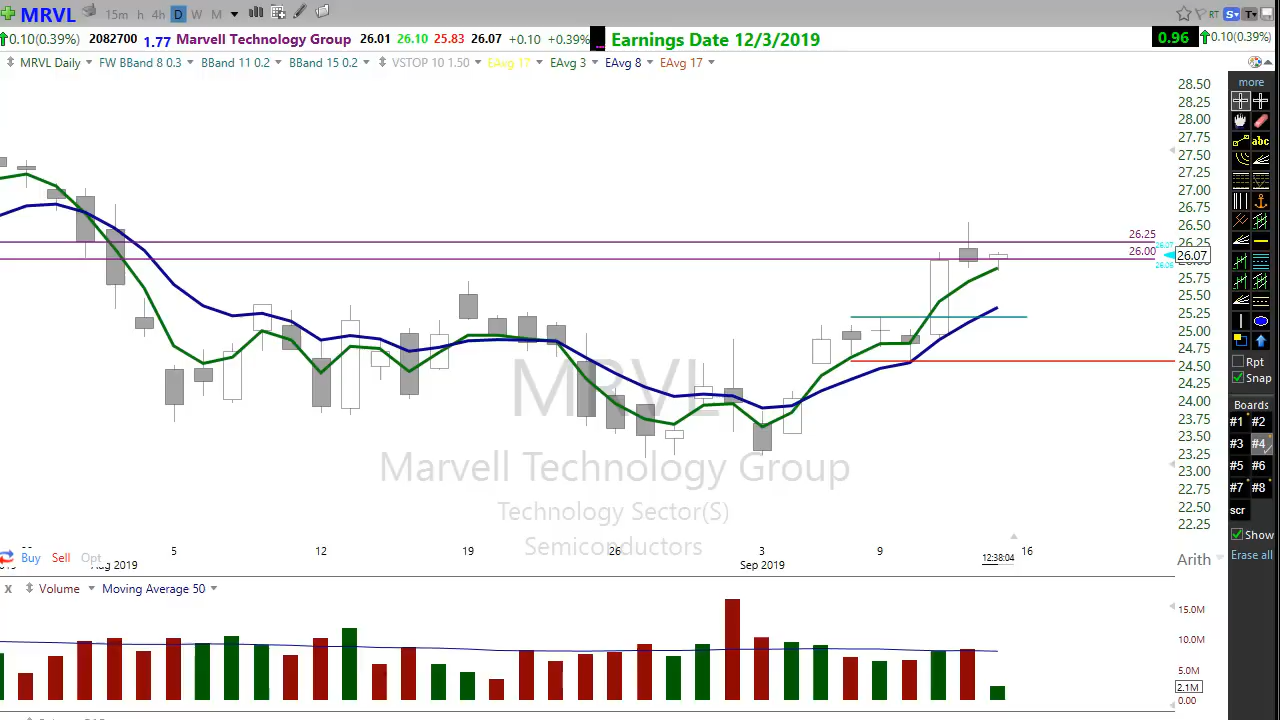 MRVL 15m h 4h D W M RT S T
0.10(0.39%) 2082700 1.77 Marvell Technology Group 26.01 26.10 25.83 26.07 +0.10 +0.39% Earnings Date 12/3/2019 0.96 0.10(0.39%)
MRVL Daily FW BBand 8 0.3 BBand 11 0.2 BBand 15 0.2 VSTOP 10 1.50 EAvg 17 EAvg 3 EAvg 8 EAvg 17
more
abc
28.50
28.25
28.00
27.75
27.50
27.25
27.00
26.75
26.50
26.25
26.25
26.00
26.07
26.07
25.75
25.50
25.25
25.00
24.75
24.50
24.25
24.00
23.75
23.50
23.25
23.00
22.75
22.50
22.25
MRVL
Marvell Technology Group
Technology Sector(S)
Semiconductors
Rpt
Snap
Boards
#1 #2
#3 #4
#5 #6
#7 #8
scr
Show
Erase all
Buy Sell Opt
5 12 19 26 3 9 12:38:04 16
Aug 2019 Sep 2019
Arith
X Volume Moving Average 50
15.0M
10.0M
5.0M
2.1M
0.00